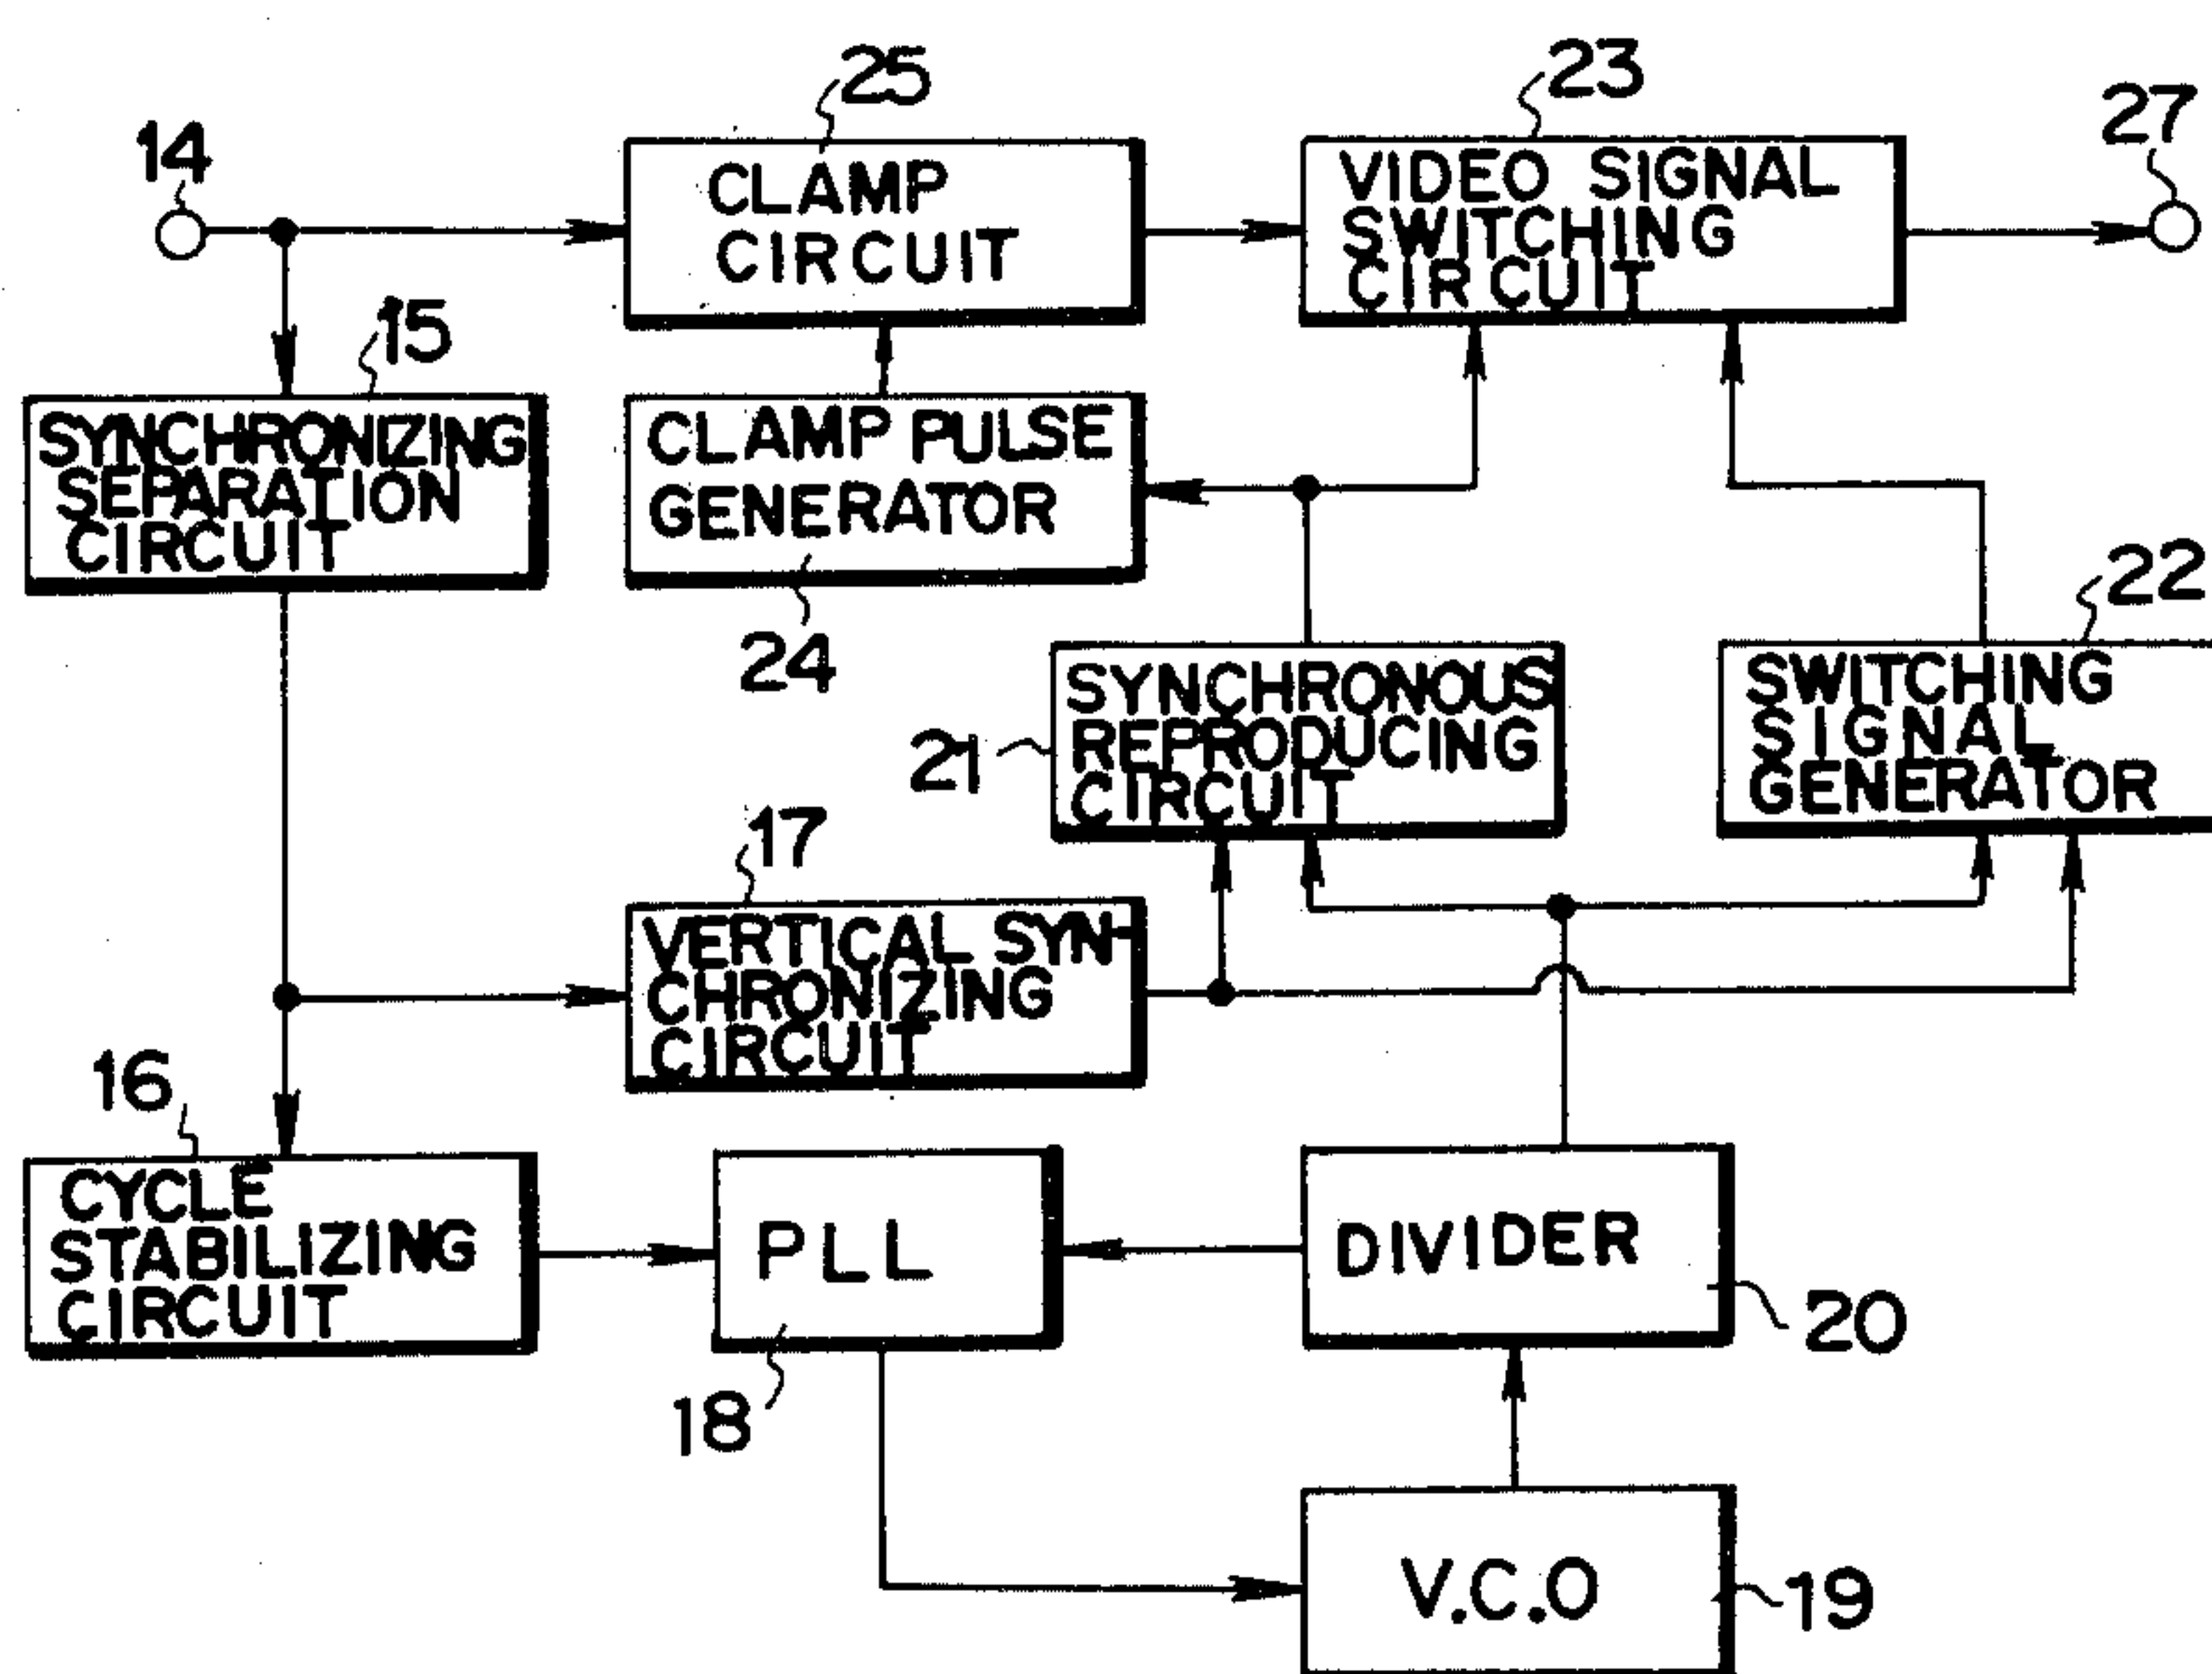 25
23
27
14
CLAMP
CIRCUIT
VIDEO SIGNAL
SWITCHING
CIRCUIT
15
SYNCHRONIZING
SEPARATION
CIRCUIT
CLAMP PULSE
GENERATOR
24
22
SYNCHRONOUS
REPRODUCING
CIRCUIT
21
SWITCHING
SIGNAL
GENERATOR
17
VERTICAL SYN-
CHRONIZING
CIRCUIT
16
CYCLE
STABILIZING
CIRCUIT
PLL
18
DIVIDER
20
V.C.O
19